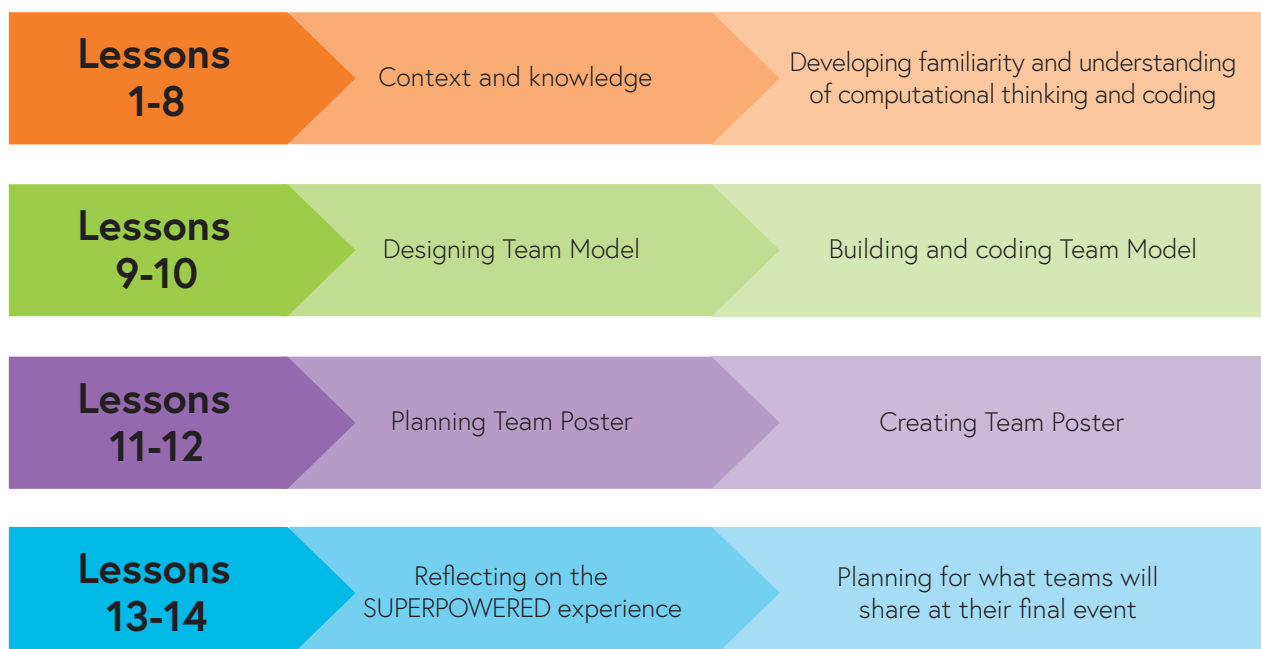 Lessons
1-8
Context and knowledge
Developing familiarity and understanding
of computational thinking and coding
Lessons
9-10
Designing Team Model
Building and coding Team Model
Lessons
11-12
Planning Team Poster
Creating Team Poster
Lessons
13-14
Reflecting on the
SUPERPOWERED experience
Planning for what teams will
share at their final event